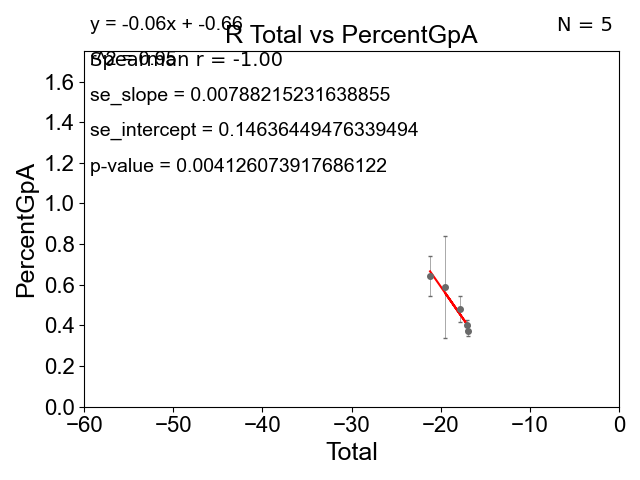 y = -0.06x + -0.66
R Total vs PercentGpA
N = 5
Spearman r = -1.00
se_slope = 0.00788215231638855
se_intercept = 0.14636449476339494
p-value = 0.004126073917686122
PercentGpA
1.6
1.4
1.2
1.0
0.8
0.6
0.4
0.2
0.0
−60 −50 −40 −30 −20 −10 0
Total